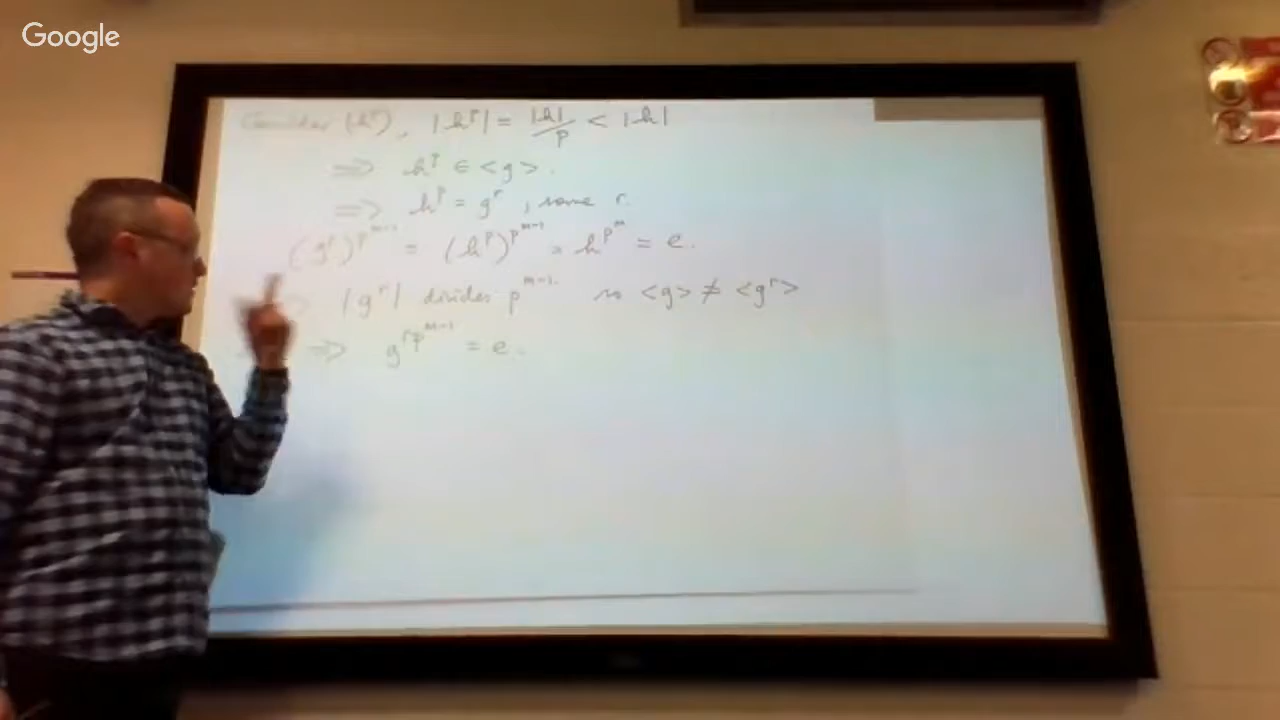 Google
Consider (h^p), |h^p| = |h|/p < |h|
⇒ h^p ∈ <g>.
⇒ h^p = g^r, some r.
(g^r)^{p^{m-1}} = (h^p)^{p^{m-1}} = h^{p^m} = e.
⇒ |g^r| divides p^{m-1}. so <g> ≠ <g^r>
⇒ g^{rp^{m-1}} = e.